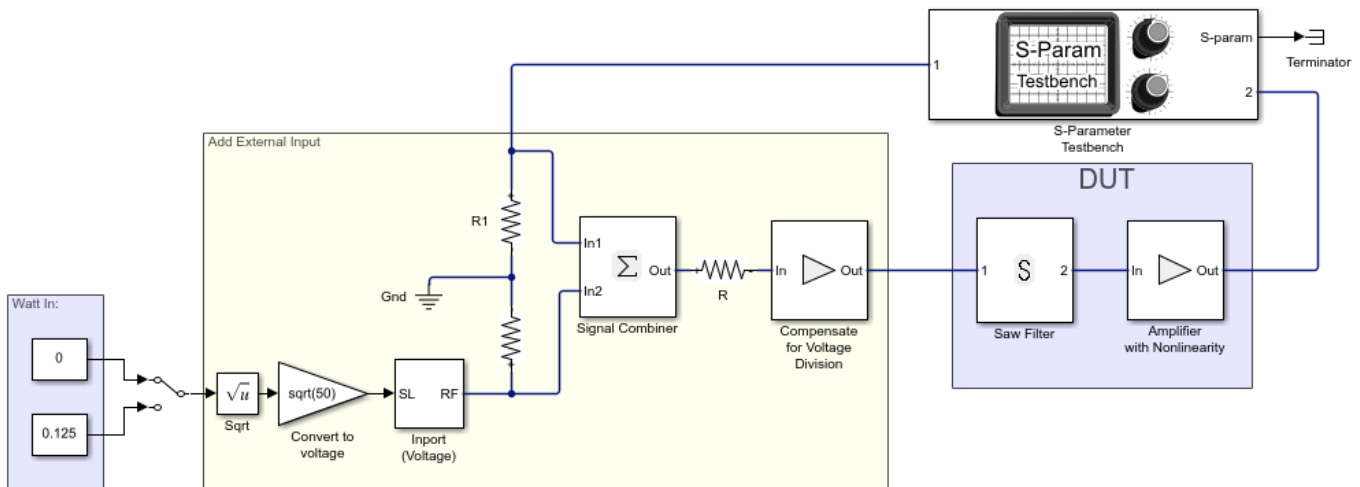 S-Param
Testbench
1
S-param
2
Terminator
S-Parameter
Testbench
Add External Input
DUT
R1
In1
Out
In2
Signal Combiner
R
In
Out
Compensate
for Voltage
Division
1
S
2
Saw Filter
In
Out
Amplifier
with Nonlinearity
Gnd
Watt In:
0
0.125
√u
Sqrt
sqrt(50)
Convert to
voltage
SL
RF
Inport
(Voltage)
Σ